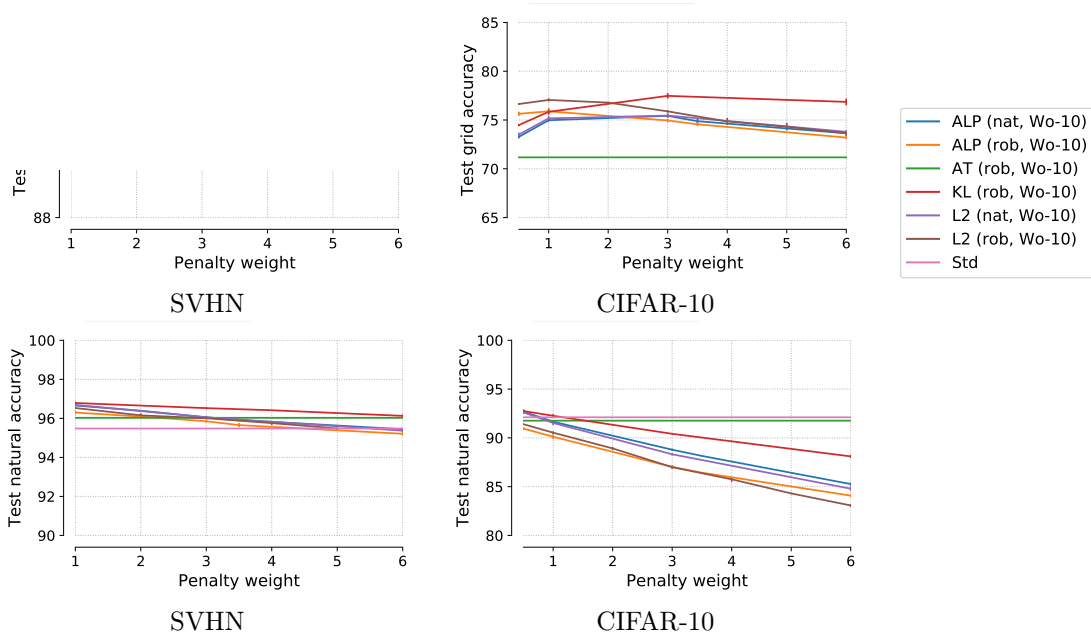 88
1 2 3 4 5 6
Penalty weight
SVHN
Test grid accuracy
85
80
75
70
65
1 2 3 4 5 6
Penalty weight
CIFAR-10
ALP (nat, Wo-10)
ALP (rob, Wo-10)
AT (rob, Wo-10)
KL (rob, Wo-10)
L2 (nat, Wo-10)
L2 (rob, Wo-10)
Std
Test natural accuracy
100
98
96
94
92
90
1 2 3 4 5 6
Penalty weight
SVHN
Test natural accuracy
100
95
90
85
80
1 2 3 4 5 6
Penalty weight
CIFAR-10